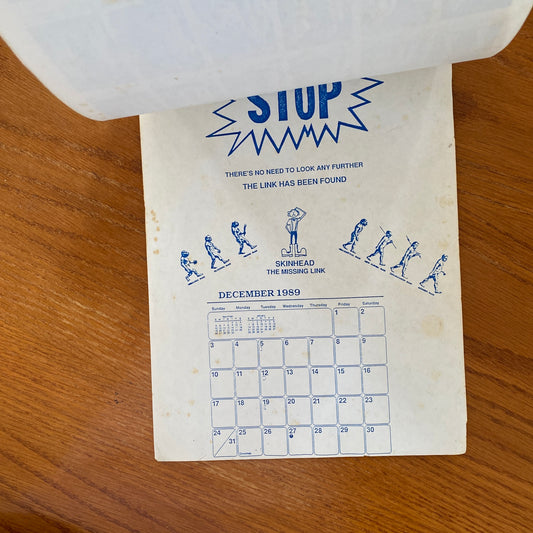 STOP
THERE'S NO NEED TO LOOK ANY FURTHER
THE LINK HAS BEEN FOUND
SKINHEAD
THE MISSING LINK
DECEMBER 1989
Sunday Monday Tuesday Wednesday Thursday Friday Saturday
1 2
3 4 5 6 7 8 9
10 11 12 13 14 15 16
17 18 19 20 21 22 23
24 31 25 26 27 28 29 30